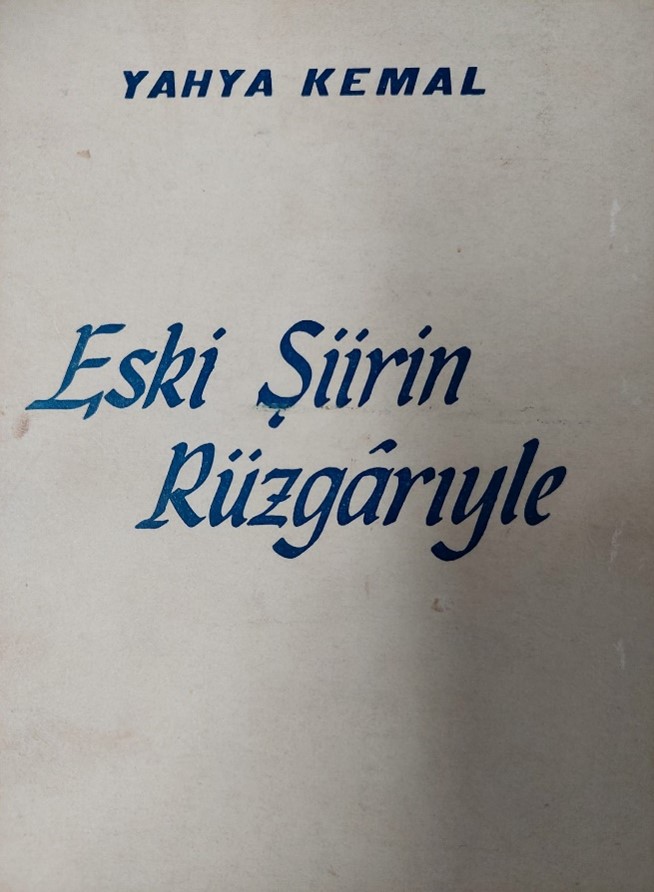 YAHYA KEMAL
Eski Şiirin
Rüzgârıyle